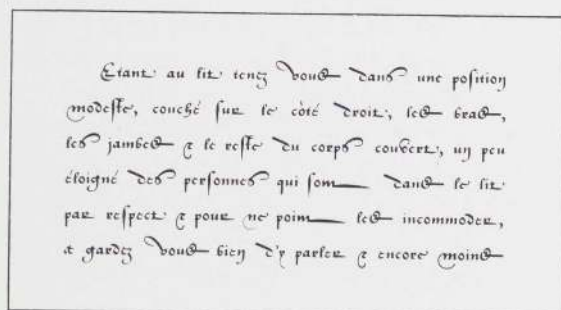 Etant au lit tenez vous dans une position
modeste, couché sur le côté droit, les bras,
les jambes & le reste du corps couvert, un peu
éloigné des personnes qui sont dans le lit
par respect & pour ne point les incommoder,
et gardez vous bien d'y parler & encore moins